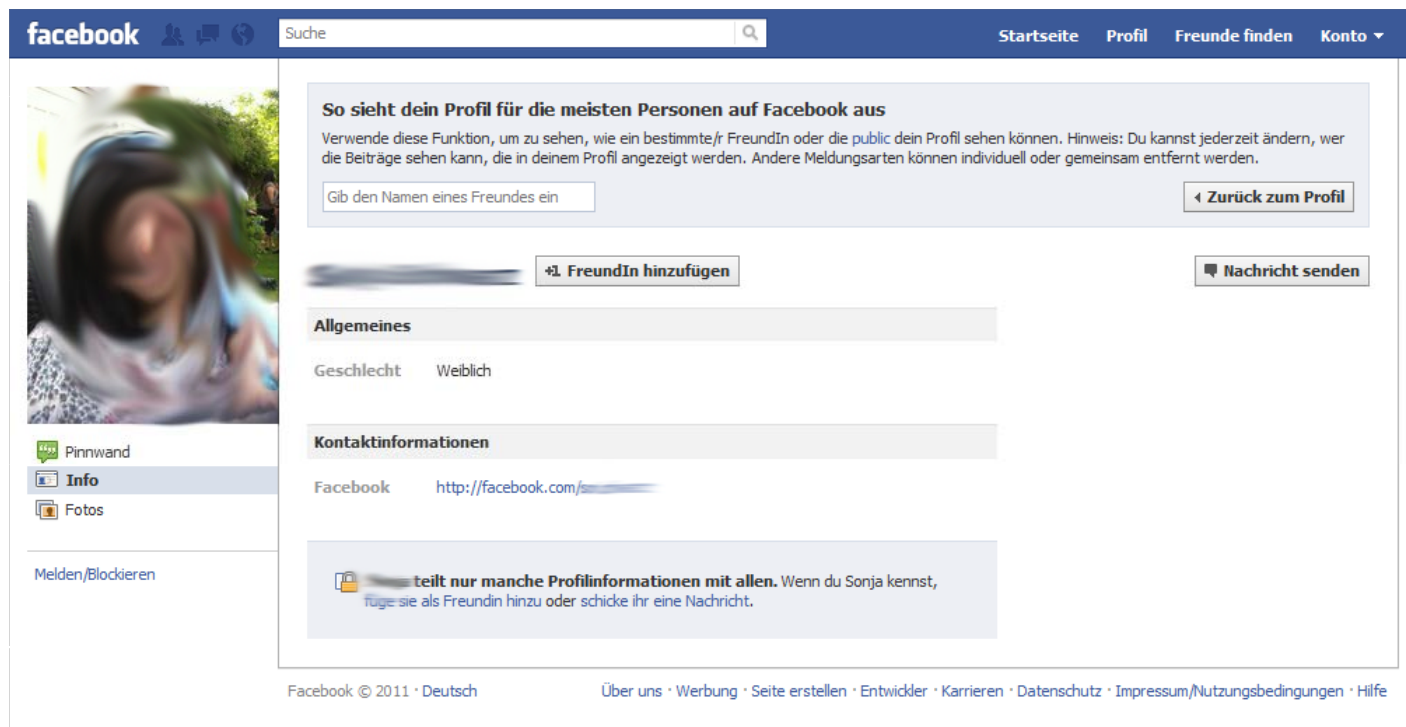 facebook Suche Startseite Profil Freunde finden Konto
So sieht dein Profil für die meisten Personen auf Facebook aus
Verwende diese Funktion, um zu sehen, wie ein bestimmte/r FreundIn oder die public dein Profil sehen können. Hinweis: Du kannst jederzeit ändern, wer
die Beiträge sehen kann, die in deinem Profil angezeigt werden. Andere Meldungsarten können individuell oder gemeinsam entfernt werden.
Gib den Namen eines Freundes ein Zurück zum Profil
+1 FreundIn hinzufügen Nachricht senden
Allgemeines
Geschlecht Weiblich
Pinnwand
Info
Fotos
Melden/Blockieren
Kontaktinformationen
Facebook http://facebook.com/
teilt nur manche Profilinformationen mit allen. Wenn du Sonja kennst,
füge sie als Freundin hinzu oder schicke ihr eine Nachricht.
Facebook © 2011 · Deutsch Über uns · Werbung · Seite erstellen · Entwickler · Karrieren · Datenschutz · Impressum/Nutzungsbedingungen · Hilfe